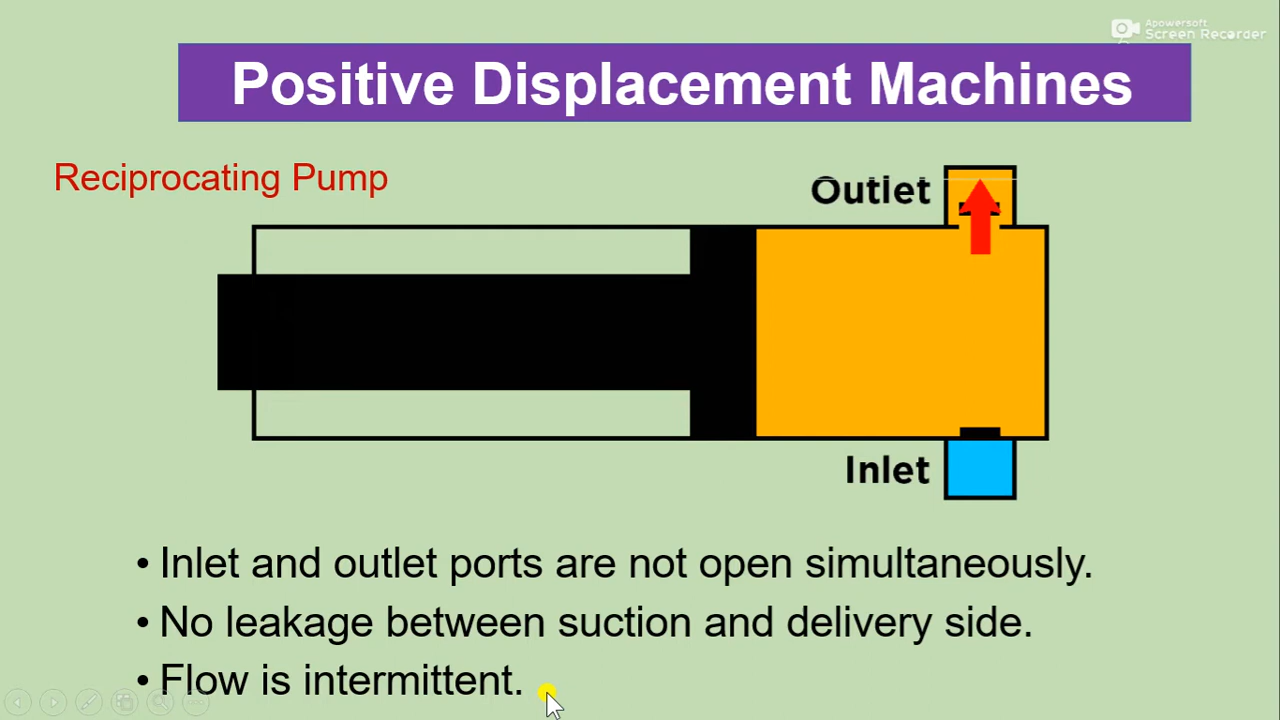 Apowersoft
Screen Recorder
Positive Displacement Machines
Reciprocating Pump
Outlet
Inlet
• Inlet and outlet ports are not open simultaneously.
• No leakage between suction and delivery side.
• Flow is intermittent.